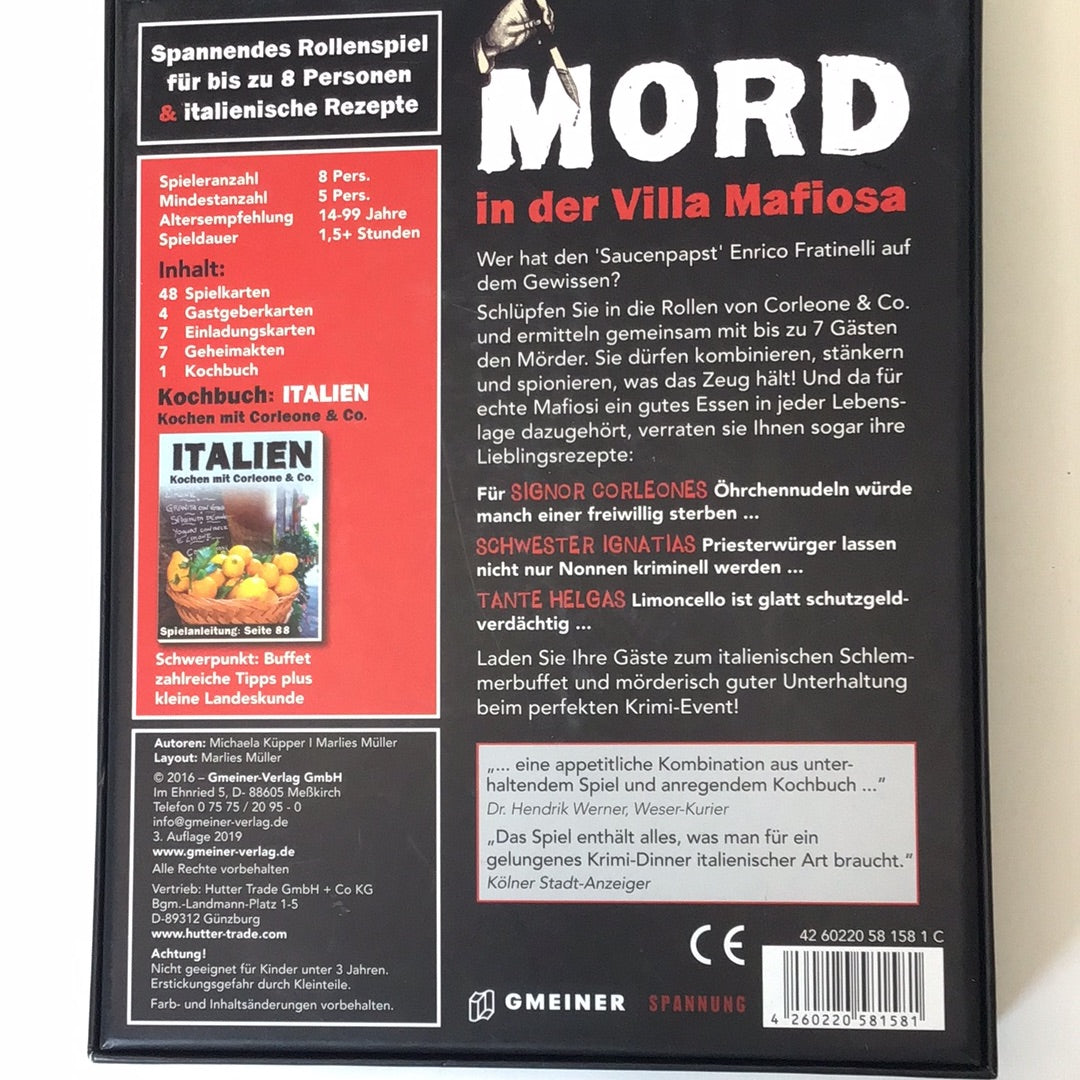 Spannendes Rollenspiel
für bis zu 8 Personen
& italienische Rezepte
Spieleranzahl 8 Pers.
Mindestanzahl 5 Pers.
Altersempfehlung 14-99 Jahre
Spieldauer 1,5+ Stunden
Inhalt:
48 Spielkarten
4 Gastgeberkarten
7 Einladungskarten
7 Geheimakten
1 Kochbuch
Kochbuch: ITALIEN
Kochen mit Corleone & Co.
ITALIEN
Kochen mit Corleone & Co.
Spielanleitung: Seite 88
Schwerpunkt: Buffet
zahlreiche Tipps plus
kleine Landeskunde
Autoren: Michaela Küpper I Marlies Müller
Layout: Marlies Müller
© 2016 – Gmeiner-Verlag GmbH
Im Ehnried 5, D- 88605 Meßkirch
Telefon 0 75 75 / 20 95 - 0
info@gmeiner-verlag.de
3. Auflage 2019
www.gmeiner-verlag.de
Alle Rechte vorbehalten
Vertrieb: Hutter Trade GmbH + Co KG
Bgm.-Landmann-Platz 1-5
D-89312 Günzburg
www.hutter-trade.com
Achtung!
Nicht geeignet für Kinder unter 3 Jahren.
Erstickungsgefahr durch Kleinteile.
Farb- und Inhaltsänderungen vorbehalten.
MORD
in der Villa Mafiosa
Wer hat den 'Saucenpapst' Enrico Fratinelli auf
dem Gewissen?
Schlüpfen Sie in die Rollen von Corleone & Co.
und ermitteln gemeinsam mit bis zu 7 Gästen
den Mörder. Sie dürfen kombinieren, stänkern
und spionieren, was das Zeug hält! Und da für
echte Mafiosi ein gutes Essen in jeder Lebens-
lage dazugehört, verraten sie Ihnen sogar ihre
Lieblingsrezepte:
Für SIGNOR CORLEONES Öhrchennudeln würde
manch einer freiwillig sterben ...
SCHWESTER IGNATIAS Priesterwürger lassen
nicht nur Nonnen kriminell werden ...
TANTE HELGAS Limoncello ist glatt schutzgeld-
verdächtig ...
Laden Sie Ihre Gäste zum italienischen Schlem-
merbuffet und mörderisch guter Unterhaltung
beim perfekten Krimi-Event!
„... eine appetitliche Kombination aus unter-
haltendem Spiel und anregendem Kochbuch ...“
Dr. Hendrik Werner, Weser-Kurier
„Das Spiel enthält alles, was man für ein
gelungenes Krimi-Dinner italienischer Art braucht.“
Kölner Stadt-Anzeiger
CE
42 60220 58 158 1 C
GMEINER SPANNUNG
4 260220 581581